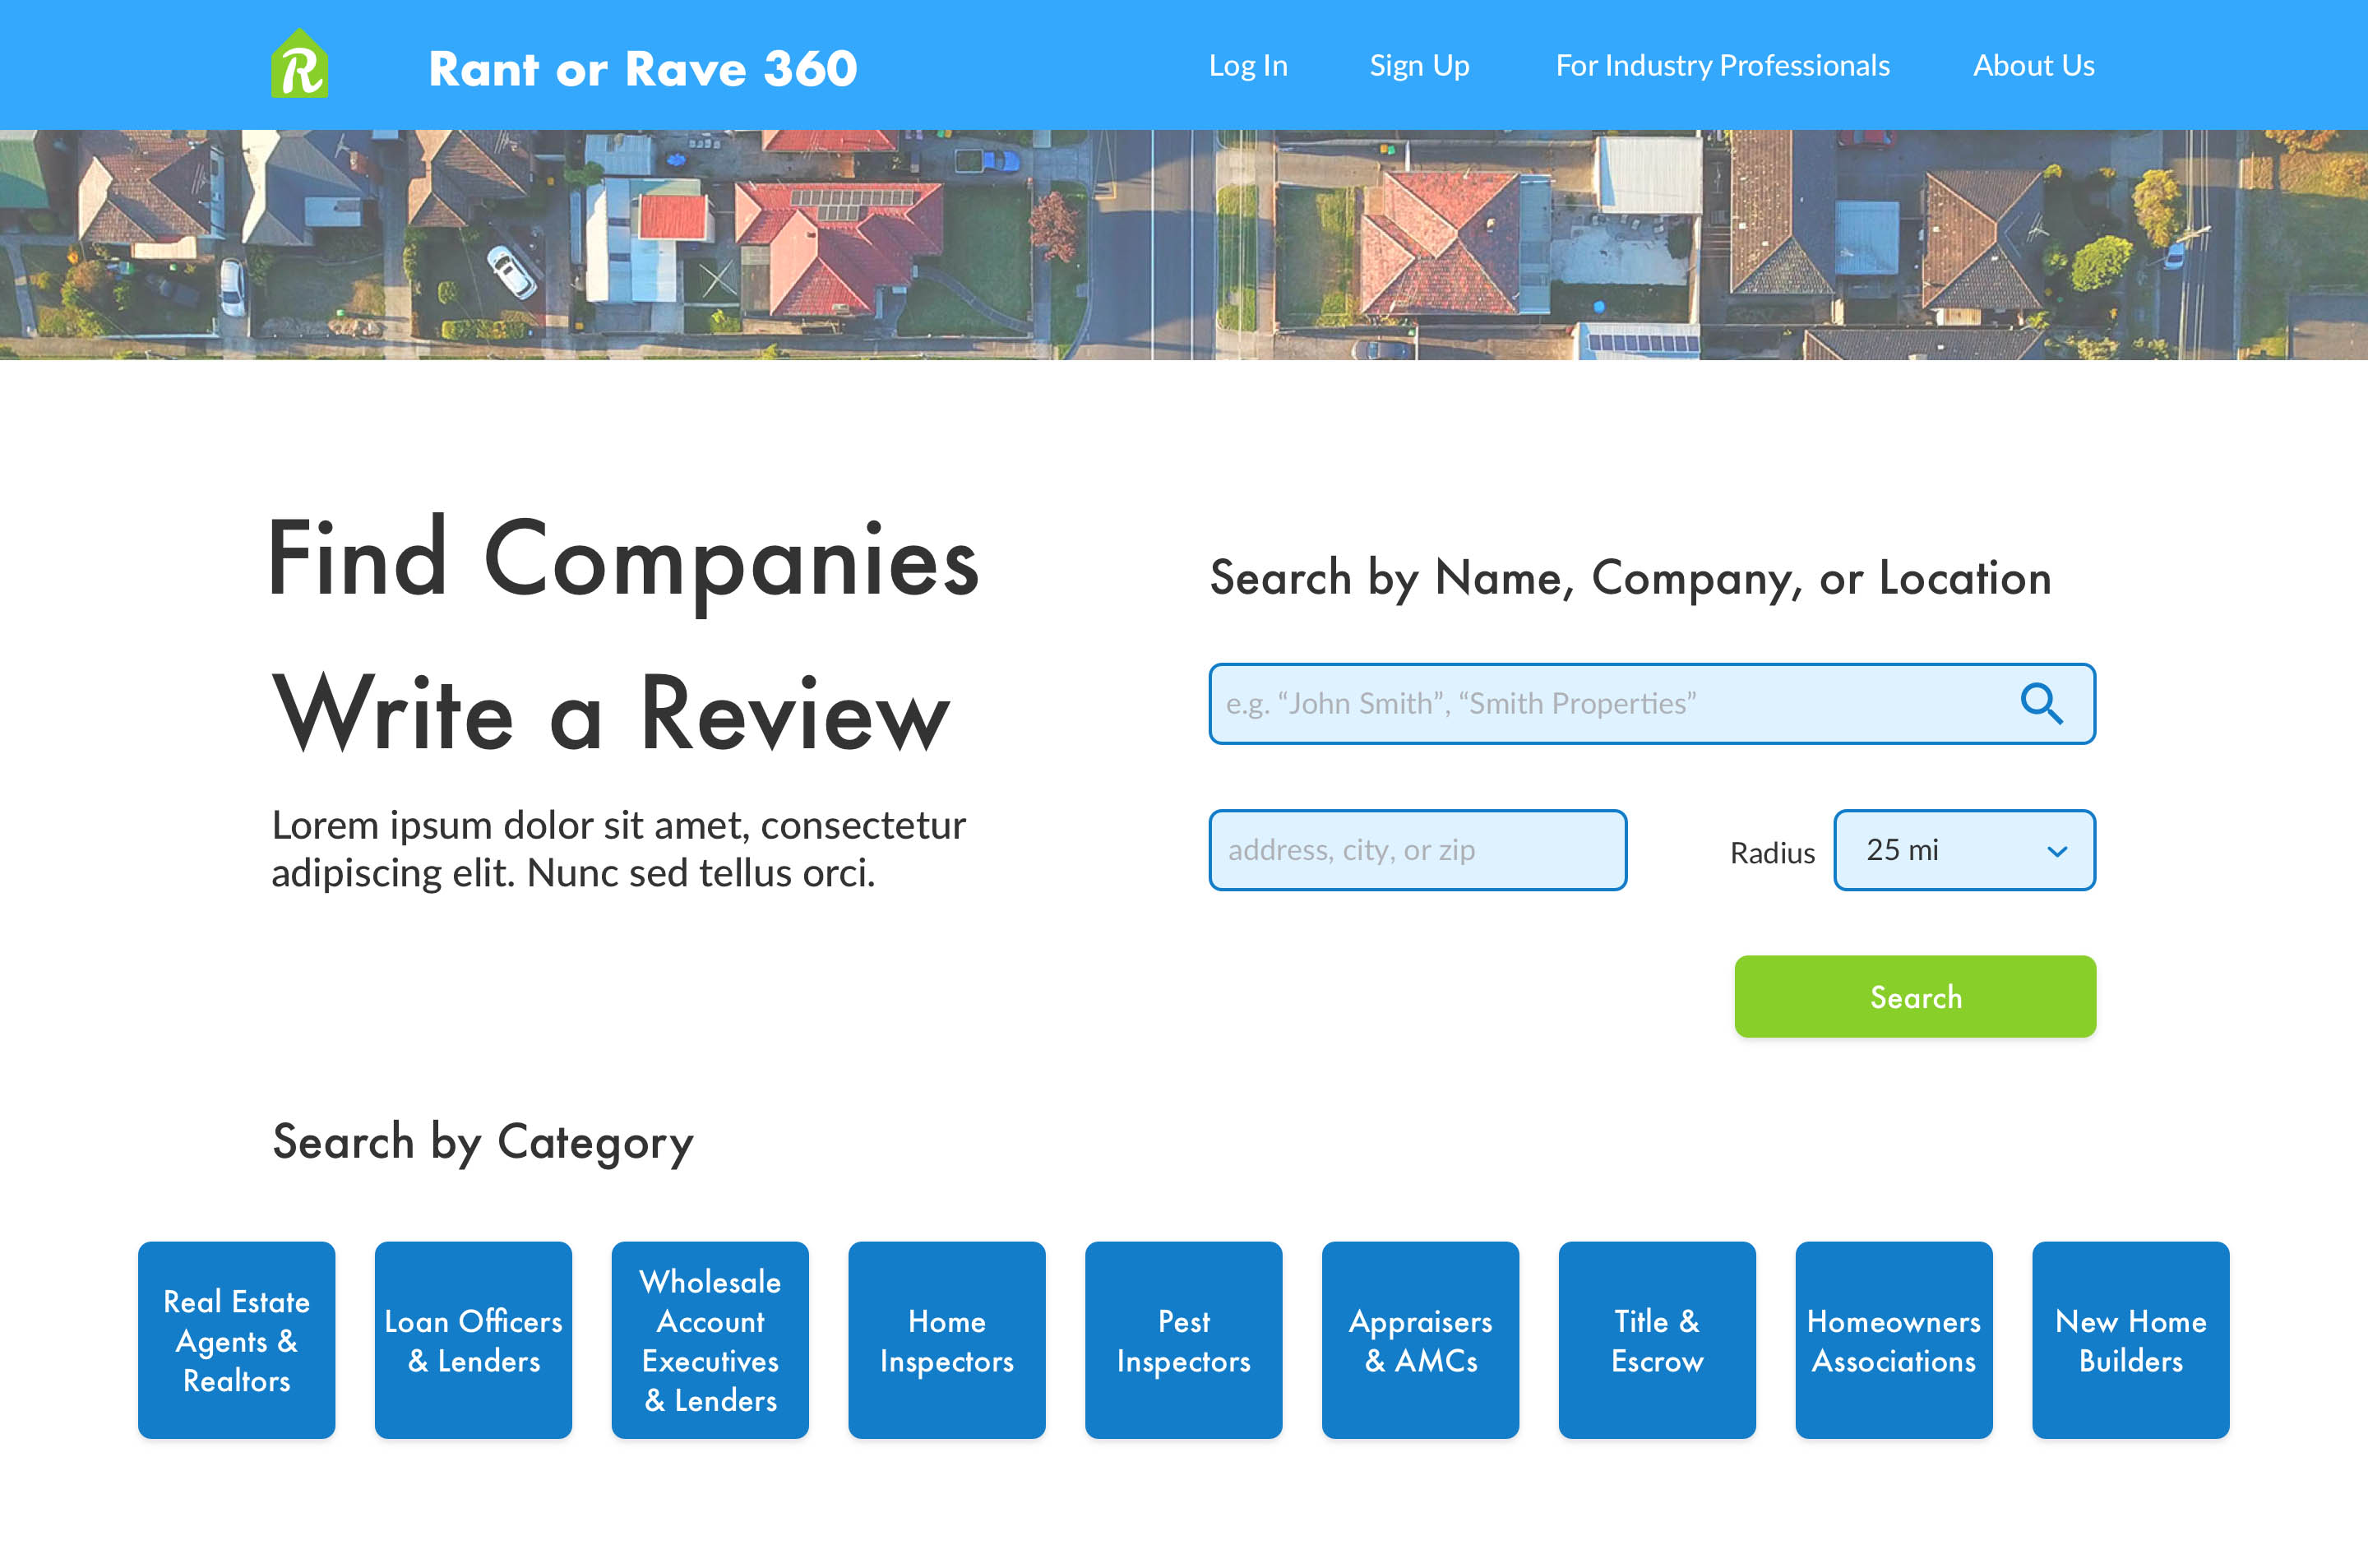 R
Rant or Rave 360
Log In
Sign Up
For Industry Professionals
About Us
Find Companies
Write a Review
Lorem ipsum dolor sit amet, consectetur
adipiscing elit. Nunc sed tellus orci.
Search by Name, Company, or Location
e.g. “John Smith”, “Smith Properties”
address, city, or zip
Radius
25 mi
Search
Search by Category
Real Estate
Agents &
Realtors
Loan Officers
& Lenders
Wholesale
Account
Executives
& Lenders
Home
Inspectors
Pest
Inspectors
Appraisers
& AMCs
Title &
Escrow
Homeowners
Associations
New Home
Builders